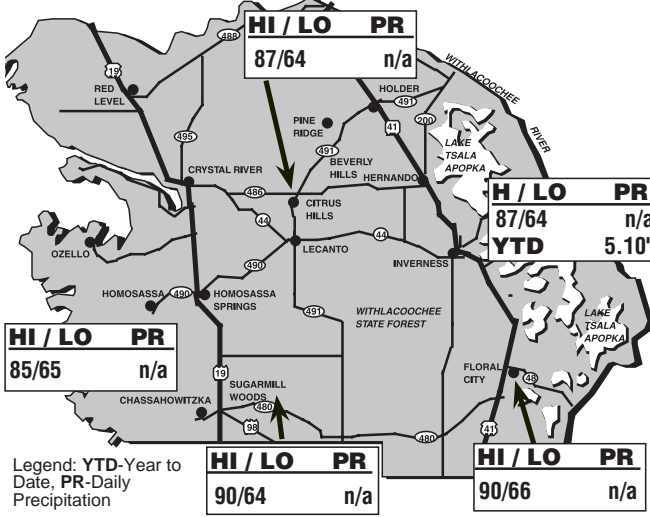 HI / LO PR
87/64 n/a
488
WITHLACOOCHEE
RIVER
19
RED
LEVEL
HOLDER
491
41
200
PINE
RIDGE
495
LAKE
TSALA
APOPKA
491
BEVERLY
HILLS
CRYSTAL RIVER
HERNANDO
486
H / LO PR
87/64 n/a
YTD 5.10"
CITRUS
HILLS
44
44
OZELLO
LECANTO
INVERNESS
490
HOMOSASSA
490
HOMOSASSA
SPRINGS
491
WITHLACOOCHEE
STATE FOREST
LAKE
TSALA
APOPKA
HI / LO PR
85/65 n/a
19
FLORAL
CITY
48
SUGARMILL
WOODS
CHASSAHOWITZKA
480
98
41
480
Legend: YTD-Year to
Date, PR-Daily
Precipitation
HI / LO PR
90/64 n/a
HI / LO PR
90/66 n/a